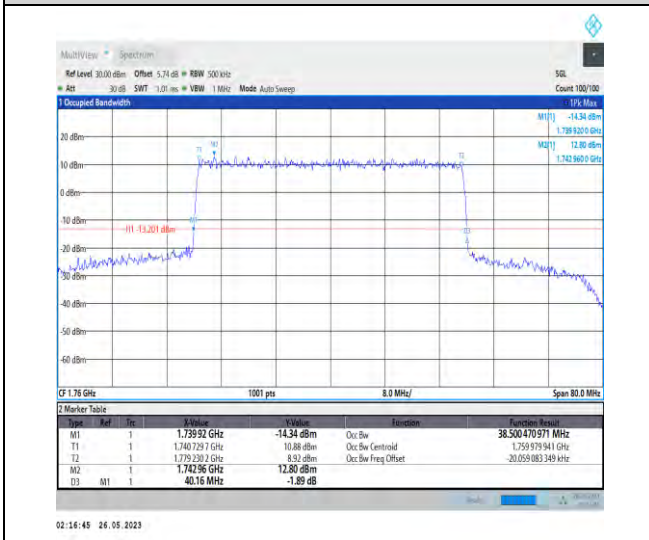 MultiView Spectrum
Ref Level 30.00 dBm Offset 5.74 dB RBW 500 kHz SGL
Att 30 dB SWT 1.01 ms VBW 1 MHz Mode Auto Sweep Count 100/100
1 Occupied Bandwidth 1Pk Max
M1[1] -14.34 dBm
1.739 920 0 GHz
M2[1] 12.80 dBm
1.742 960 0 GHz
20 dBm
10 dBm
0 dBm
-10 dBm
H1 -13.201 dBm
-20 dBm
-30 dBm
-40 dBm
-50 dBm
-60 dBm
T1
M2
T2
M1
D3
CF 1.76 GHz 1001 pts 8.0 MHz/ Span 80.0 MHz
2 Marker Table
Type Ref Trc X-Value Y-Value Function Function Result
M1 1 1.739 92 GHz -14.34 dBm Occ Bw 38.500 470 971 MHz
T1 1 1.740 729 7 GHz 10.88 dBm Occ Bw Centroid 1.759 979 941 GHz
T2 1 1.779 230 2 GHz 8.92 dBm Occ Bw Freq Offset -20.059 083 349 kHz
M2 1 1.742 96 GHz 12.80 dBm
D3 M1 1 40.16 MHz -1.89 dB
02:16:45 26.05.2023